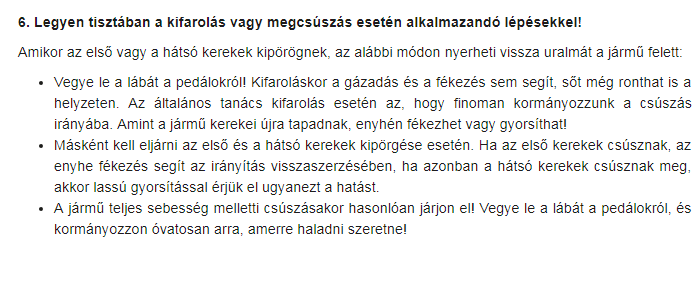 6. Legyen tisztában a kifarolás vagy megcsúszás esetén alkalmazandó lépésekkel!
Amikor az első vagy a hátsó kerekek kipörögnek, az alábbi módon nyerheti vissza uralmát a jármű felett:
• Vegye le a lábát a pedálokról! Kifaroláskor a gázadás és a fékezés sem segít, sőt még ronthat is a
helyzeten. Az általános tanács kifarolás esetén az, hogy finoman kormányozzunk a csúszás
irányába. Amint a jármű kerekei újra tapadnak, enyhén fékezhet vagy gyorsíthat!
• Másként kell eljárni az első és a hátsó kerekek kipörgése esetén. Ha az első kerekek csúsznak, az
enyhe fékezés segít az irányítás visszaszerzésében, ha azonban a hátsó kerekek csúsznak meg,
akkor lassú gyorsítással érjük el ugyanezt a hatást.
• A jármű teljes sebesség melletti csúszásakor hasonlóan járjon el! Vegye le a lábát a pedálokról, és
kormányozzon óvatosan arra, amerre haladni szeretne!